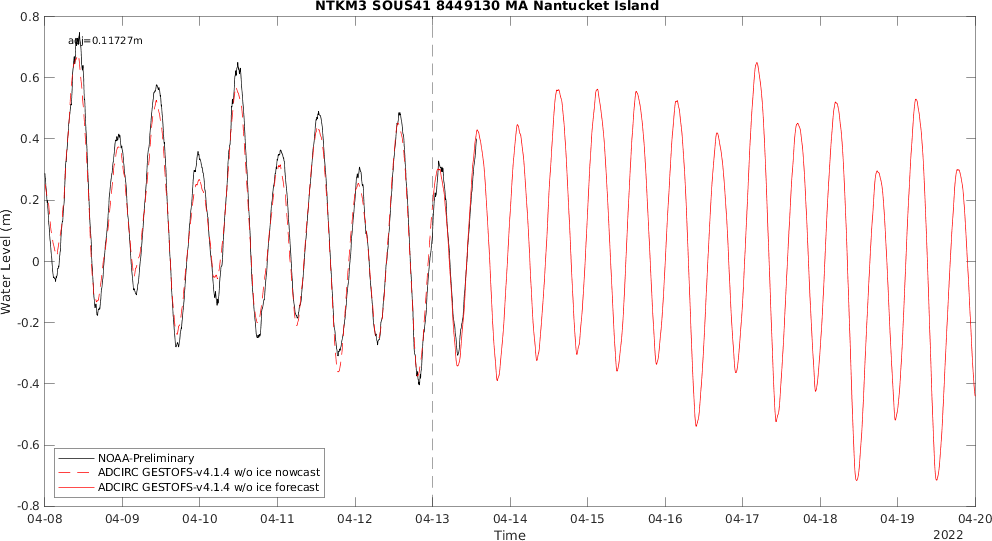 NTKM3 SOUS41 8449130 MA Nantucket Island
adj=0.11727m
0.8
0.6
0.4
0.2
0
-0.2
-0.4
-0.6
-0.8
Water Level (m)
NOAA-Preliminary
ADCIRC GESTOFS-v4.1.4 w/o ice nowcast
ADCIRC GESTOFS-v4.1.4 w/o ice forecast
04-08 04-09 04-10 04-11 04-12 04-13 04-14 04-15 04-16 04-17 04-18 04-19 04-20
Time
2022